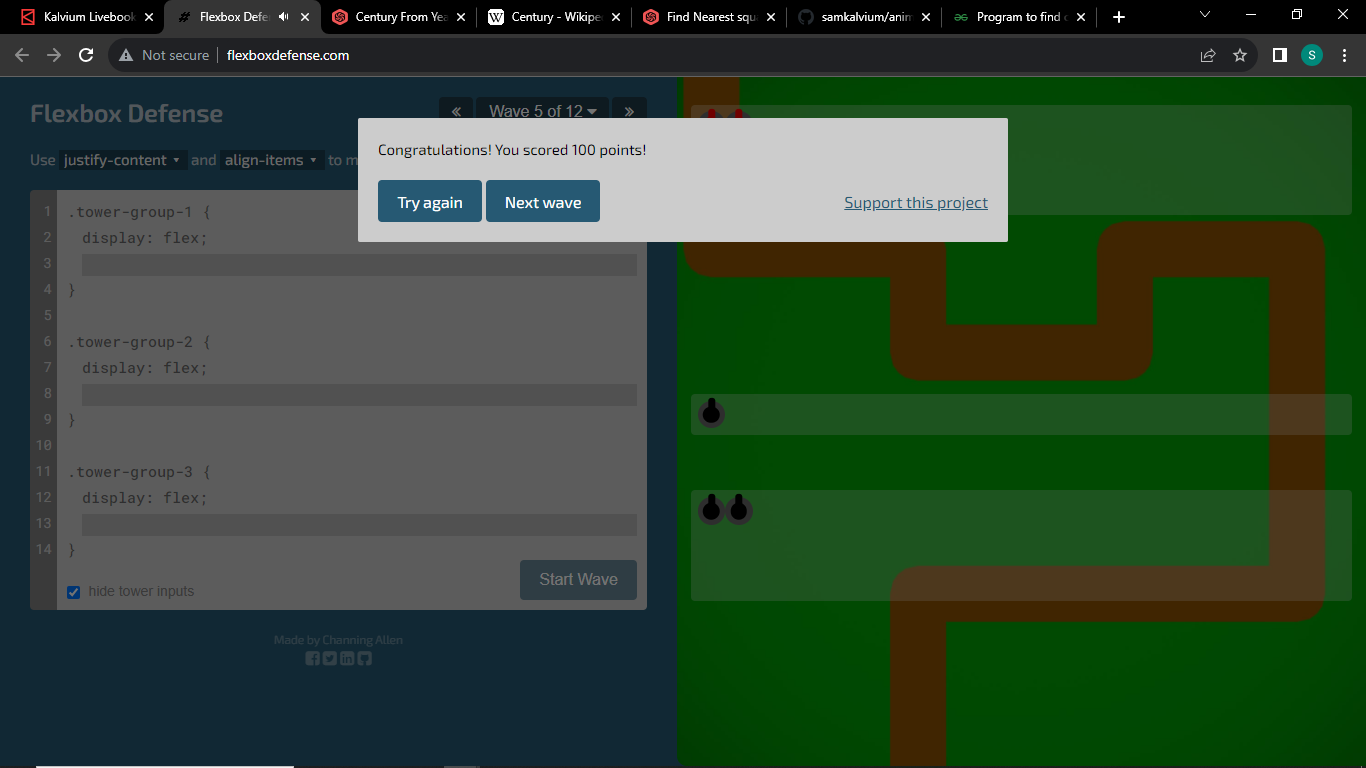 Kalvium Livebook
Flexbox Defe
Century From Yea
Century - Wikipe
Find Nearest squ
samkalvium/anim
Program to find
Not secure
flexboxdefense.com
S
Flexbox Defense
« Wave 5 of 12 »
Use justify-content and align-items to m
Congratulations! You scored 100 points!
Try again Next wave Support this project
1 .tower-group-1 {
2 display: flex;
3
4 }
5
6 .tower-group-2 {
7 display: flex;
8
9 }
10
11 .tower-group-3 {
12 display: flex;
13
14 }
hide tower inputs
Start Wave
Made by Channing Allen